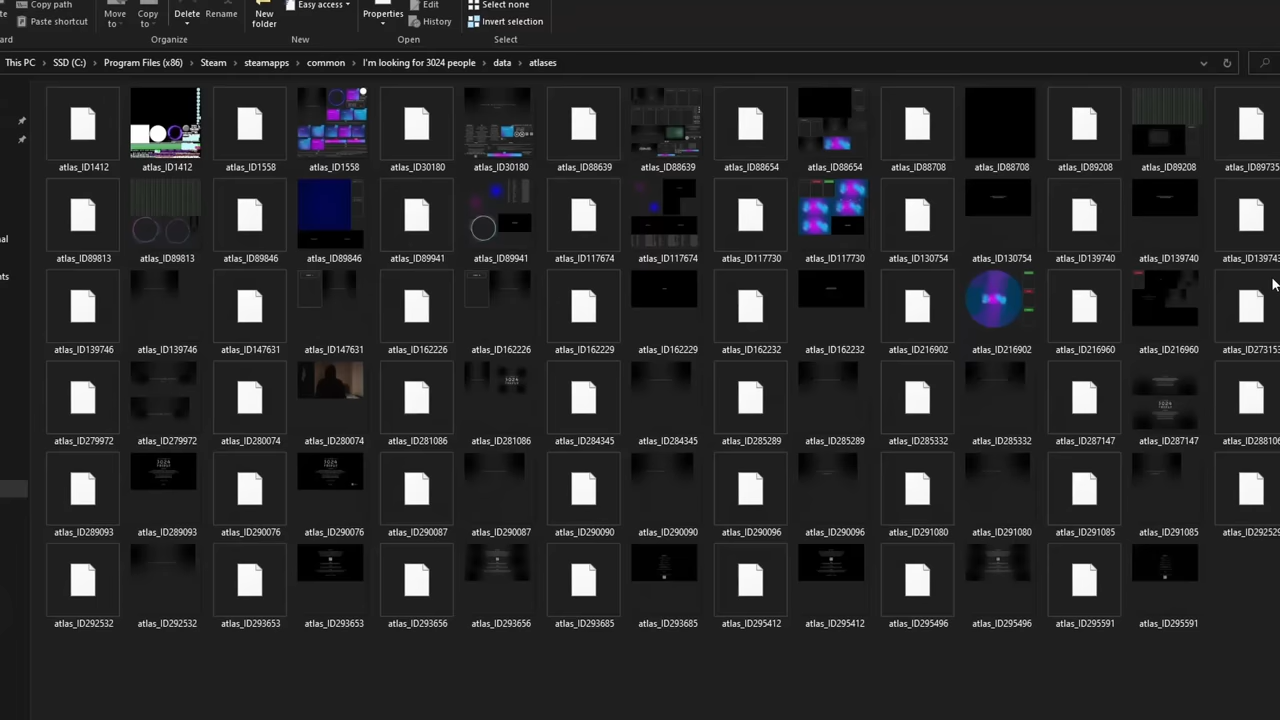 Copy path
Easy access
Edit
Select none
Paste shortcut
Move to
Copy to
Delete
Rename
New folder
Properties
History
Invert selection
Organize
New
Open
Select
This PC > SSD (C:) > Program Files (x86) > Steam > steamapps > common > I'm looking for 3024 people > data > atlases
atlas_ID1412 atlas_ID1412 atlas_ID1558 atlas_ID1558 atlas_ID30180 atlas_ID30180 atlas_ID88639 atlas_ID88639 atlas_ID88654 atlas_ID88654 atlas_ID88708 atlas_ID88708 atlas_ID89208 atlas_ID89208 atlas_ID8973
atlas_ID89813 atlas_ID89813 atlas_ID89846 atlas_ID89846 atlas_ID89941 atlas_ID89941 atlas_ID117674 atlas_ID117674 atlas_ID117730 atlas_ID117730 atlas_ID130754 atlas_ID130754 atlas_ID139740 atlas_ID139740 atlas_ID139743
atlas_ID139746 atlas_ID139746 atlas_ID147631 atlas_ID147631 atlas_ID162226 atlas_ID162226 atlas_ID162229 atlas_ID162229 atlas_ID162232 atlas_ID162232 atlas_ID216902 atlas_ID216902 atlas_ID216960 atlas_ID216960 atlas_ID273153
atlas_ID279972 atlas_ID279972 atlas_ID280074 atlas_ID280074 atlas_ID281086 atlas_ID281086 atlas_ID284345 atlas_ID284345 atlas_ID285289 atlas_ID285289 atlas_ID285332 atlas_ID285332 atlas_ID287147 atlas_ID287147 atlas_ID288106
atlas_ID289093 atlas_ID289093 atlas_ID290076 atlas_ID290076 atlas_ID290087 atlas_ID290087 atlas_ID290090 atlas_ID290090 atlas_ID290096 atlas_ID290096 atlas_ID291080 atlas_ID291080 atlas_ID291085 atlas_ID291085 atlas_ID292529
atlas_ID292532 atlas_ID292532 atlas_ID293653 atlas_ID293653 atlas_ID293656 atlas_ID293656 atlas_ID293685 atlas_ID293685 atlas_ID295412 atlas_ID295412 atlas_ID295496 atlas_ID295496 atlas_ID295591 atlas_ID295591